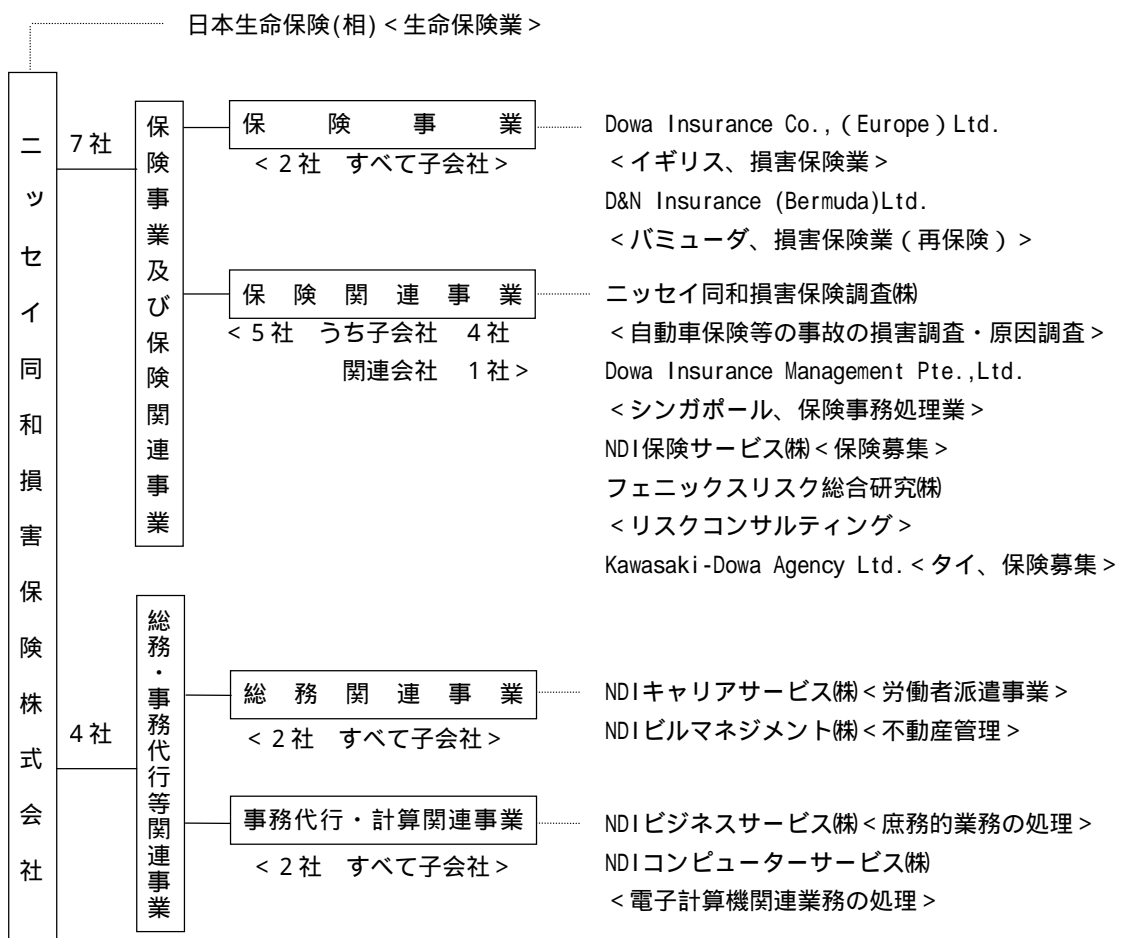 日本生命保険(相)<生命保険業>
ニッセイ同和損害保険株式会社
7社
保険事業及び保険関連事業
保険事業
<2社 すべて子会社>
Dowa Insurance Co.,(Europe)Ltd.
<イギリス、損害保険業>
D&N Insurance (Bermuda)Ltd.
<バミューダ、損害保険業(再保険)>
保険関連事業
<5社 うち子会社 4社
関連会社 1社>
ニッセイ同和損害保険調査㈱
<自動車保険等の事故の損害調査・原因調査>
Dowa Insurance Management Pte.,Ltd.
<シンガポール、保険事務処理業>
NDI保険サービス㈱<保険募集>
フェニックスリスク総合研究㈱
<リスクコンサルティング>
Kawasaki-Dowa Agency Ltd.<タイ、保険募集>
4社
総務・事務代行等関連事業
総務関連事業
<2社 すべて子会社>
NDIキャリアサービス㈱<労働者派遣事業>
NDIビルマネジメント㈱<不動産管理>
事務代行・計算関連事業
<2社 すべて子会社>
NDIビジネスサービス㈱<庶務的業務の処理>
NDIコンピューターサービス㈱
<電子計算機関連業務の処理>